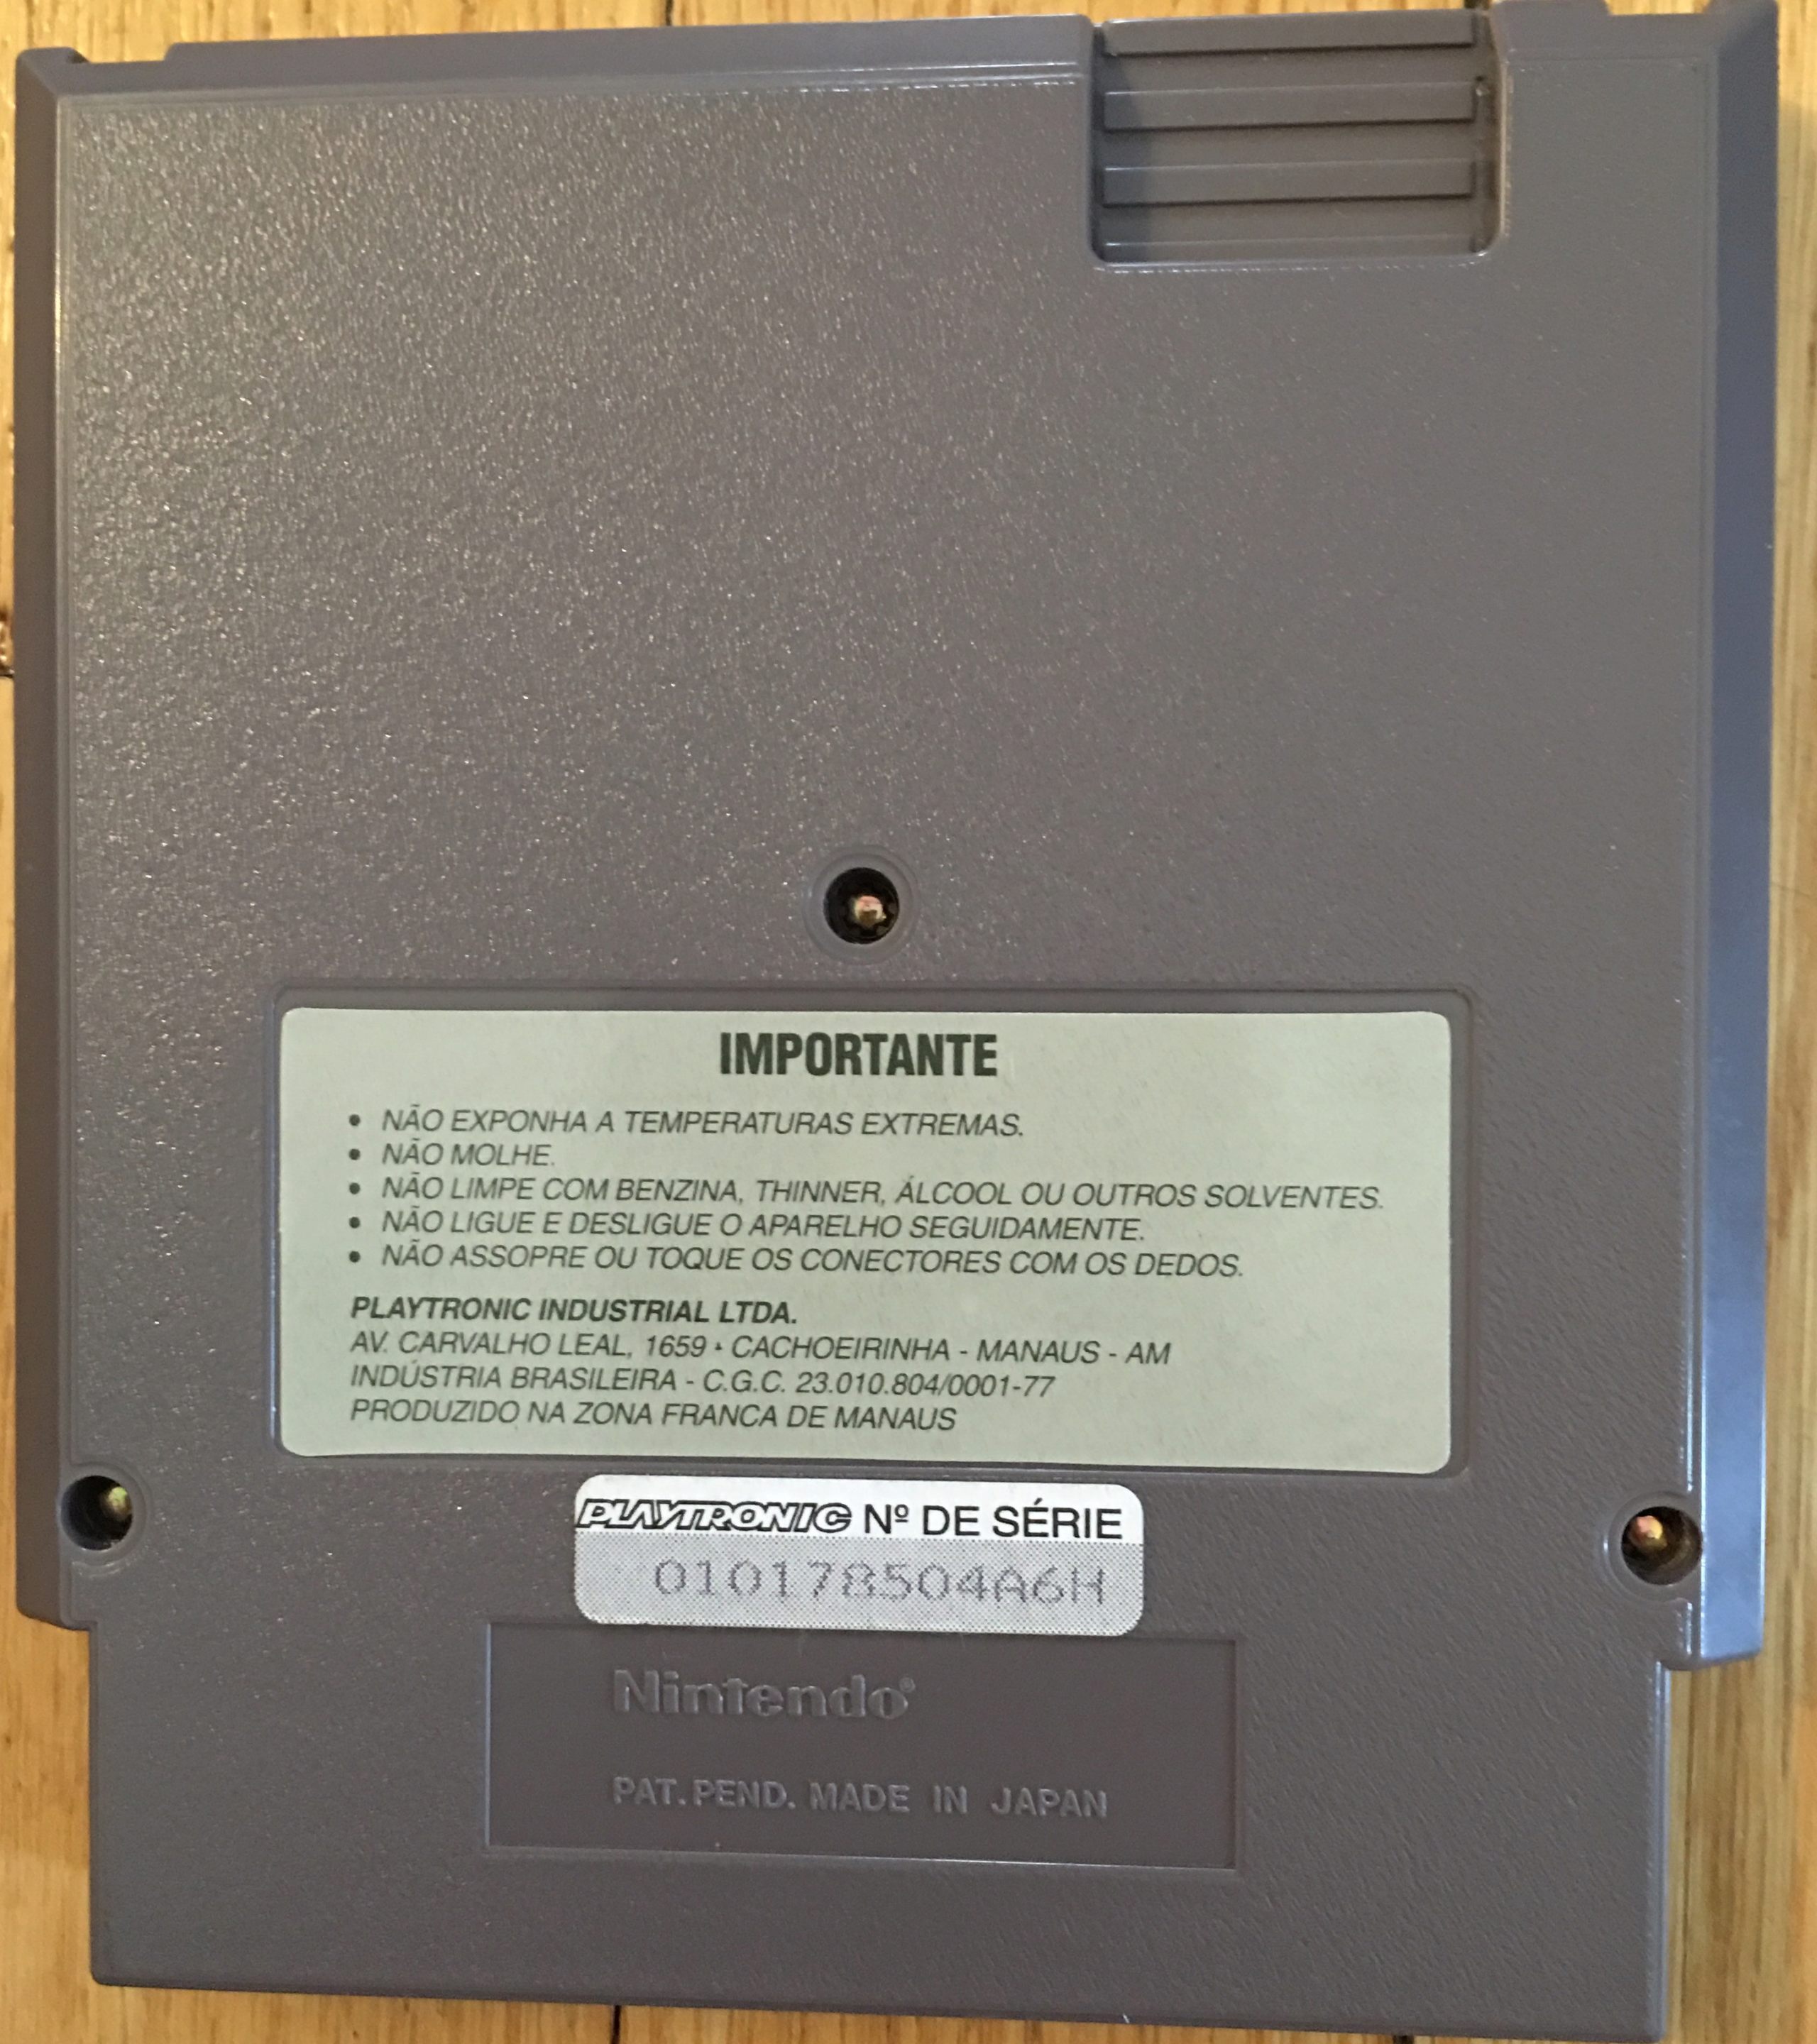 IMPORTANTE
• NÃO EXPONHA A TEMPERATURAS EXTREMAS.
• NÃO MOLHE.
• NÃO LIMPE COM BENZINA, THINNER, ÁLCOOL OU OUTROS SOLVENTES.
• NÃO LIGUE E DESLIGUE O APARELHO SEGUIDAMENTE.
• NÃO ASSOPRE OU TOQUE OS CONECTORES COM OS DEDOS.
PLAYTRONIC INDUSTRIAL LTDA.
AV. CARVALHO LEAL, 1659 • CACHOEIRINHA - MANAUS - AM
INDÚSTRIA BRASILEIRA - C.G.C. 23.010.804/0001-77
PRODUZIDO NA ZONA FRANCA DE MANAUS
PLAYTRONIC Nº DE SÉRIE
010178504A6H
Nintendo®
PAT. PEND. MADE IN JAPAN